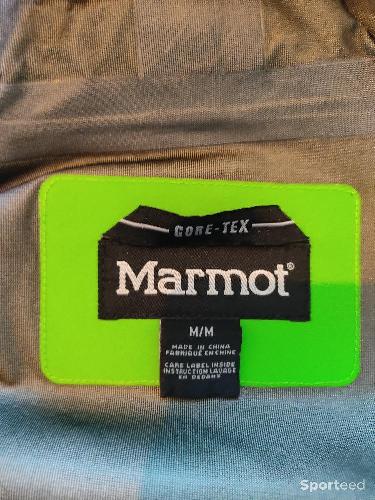 GORE-TEX
Marmot®
M/M
MADE IN CHINA
FABRIQUÉ EN CHINE
CARE LABEL INSIDE
INSTRUCTION LAVAGE
EN DEDANS
Sporteed